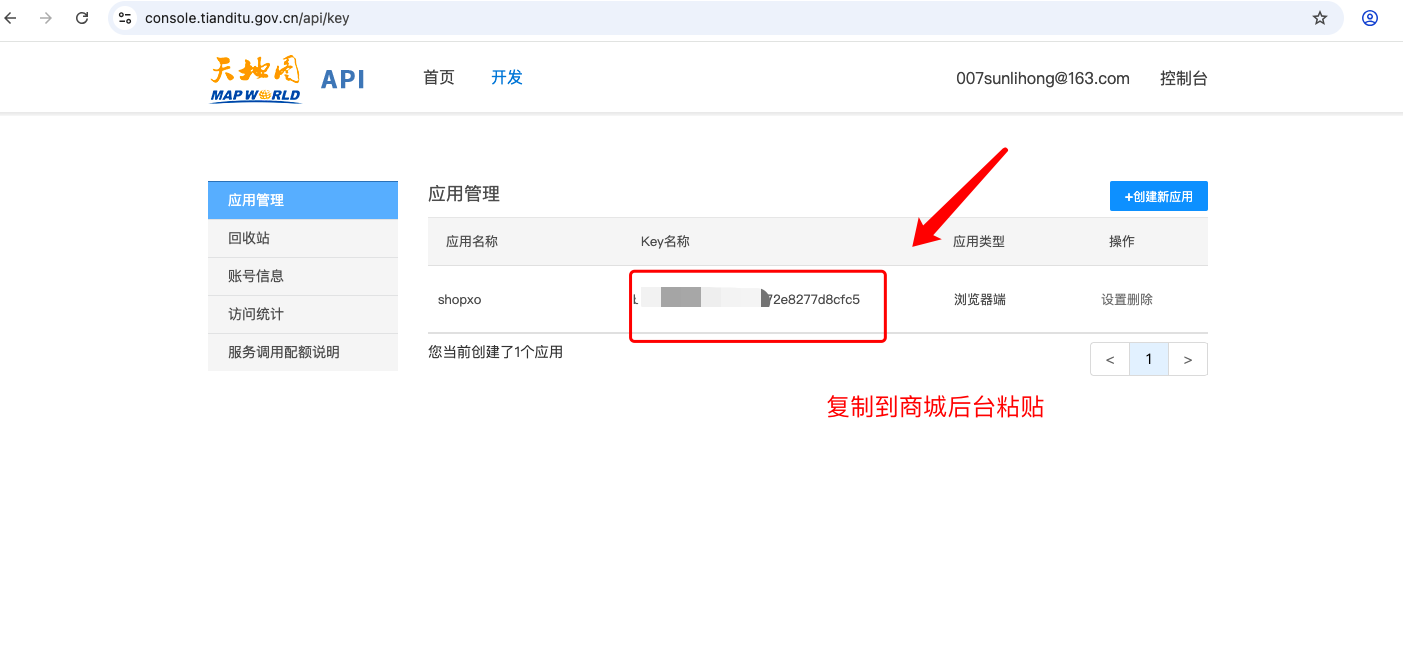 console.tianditu.gov.cn/api/key
天地图
MAP WORLD
API
首页
开发
007sunlihong@163.com
控制台
应用管理
回收站
账号信息
访问统计
服务调用配额说明
应用管理
+创建新应用
应用名称 Key名称 应用类型 操作
shopxo 72e8277d8cfc5 浏览器端 设置删除
您当前创建了1个应用
< 1 >
复制到商城后台粘贴